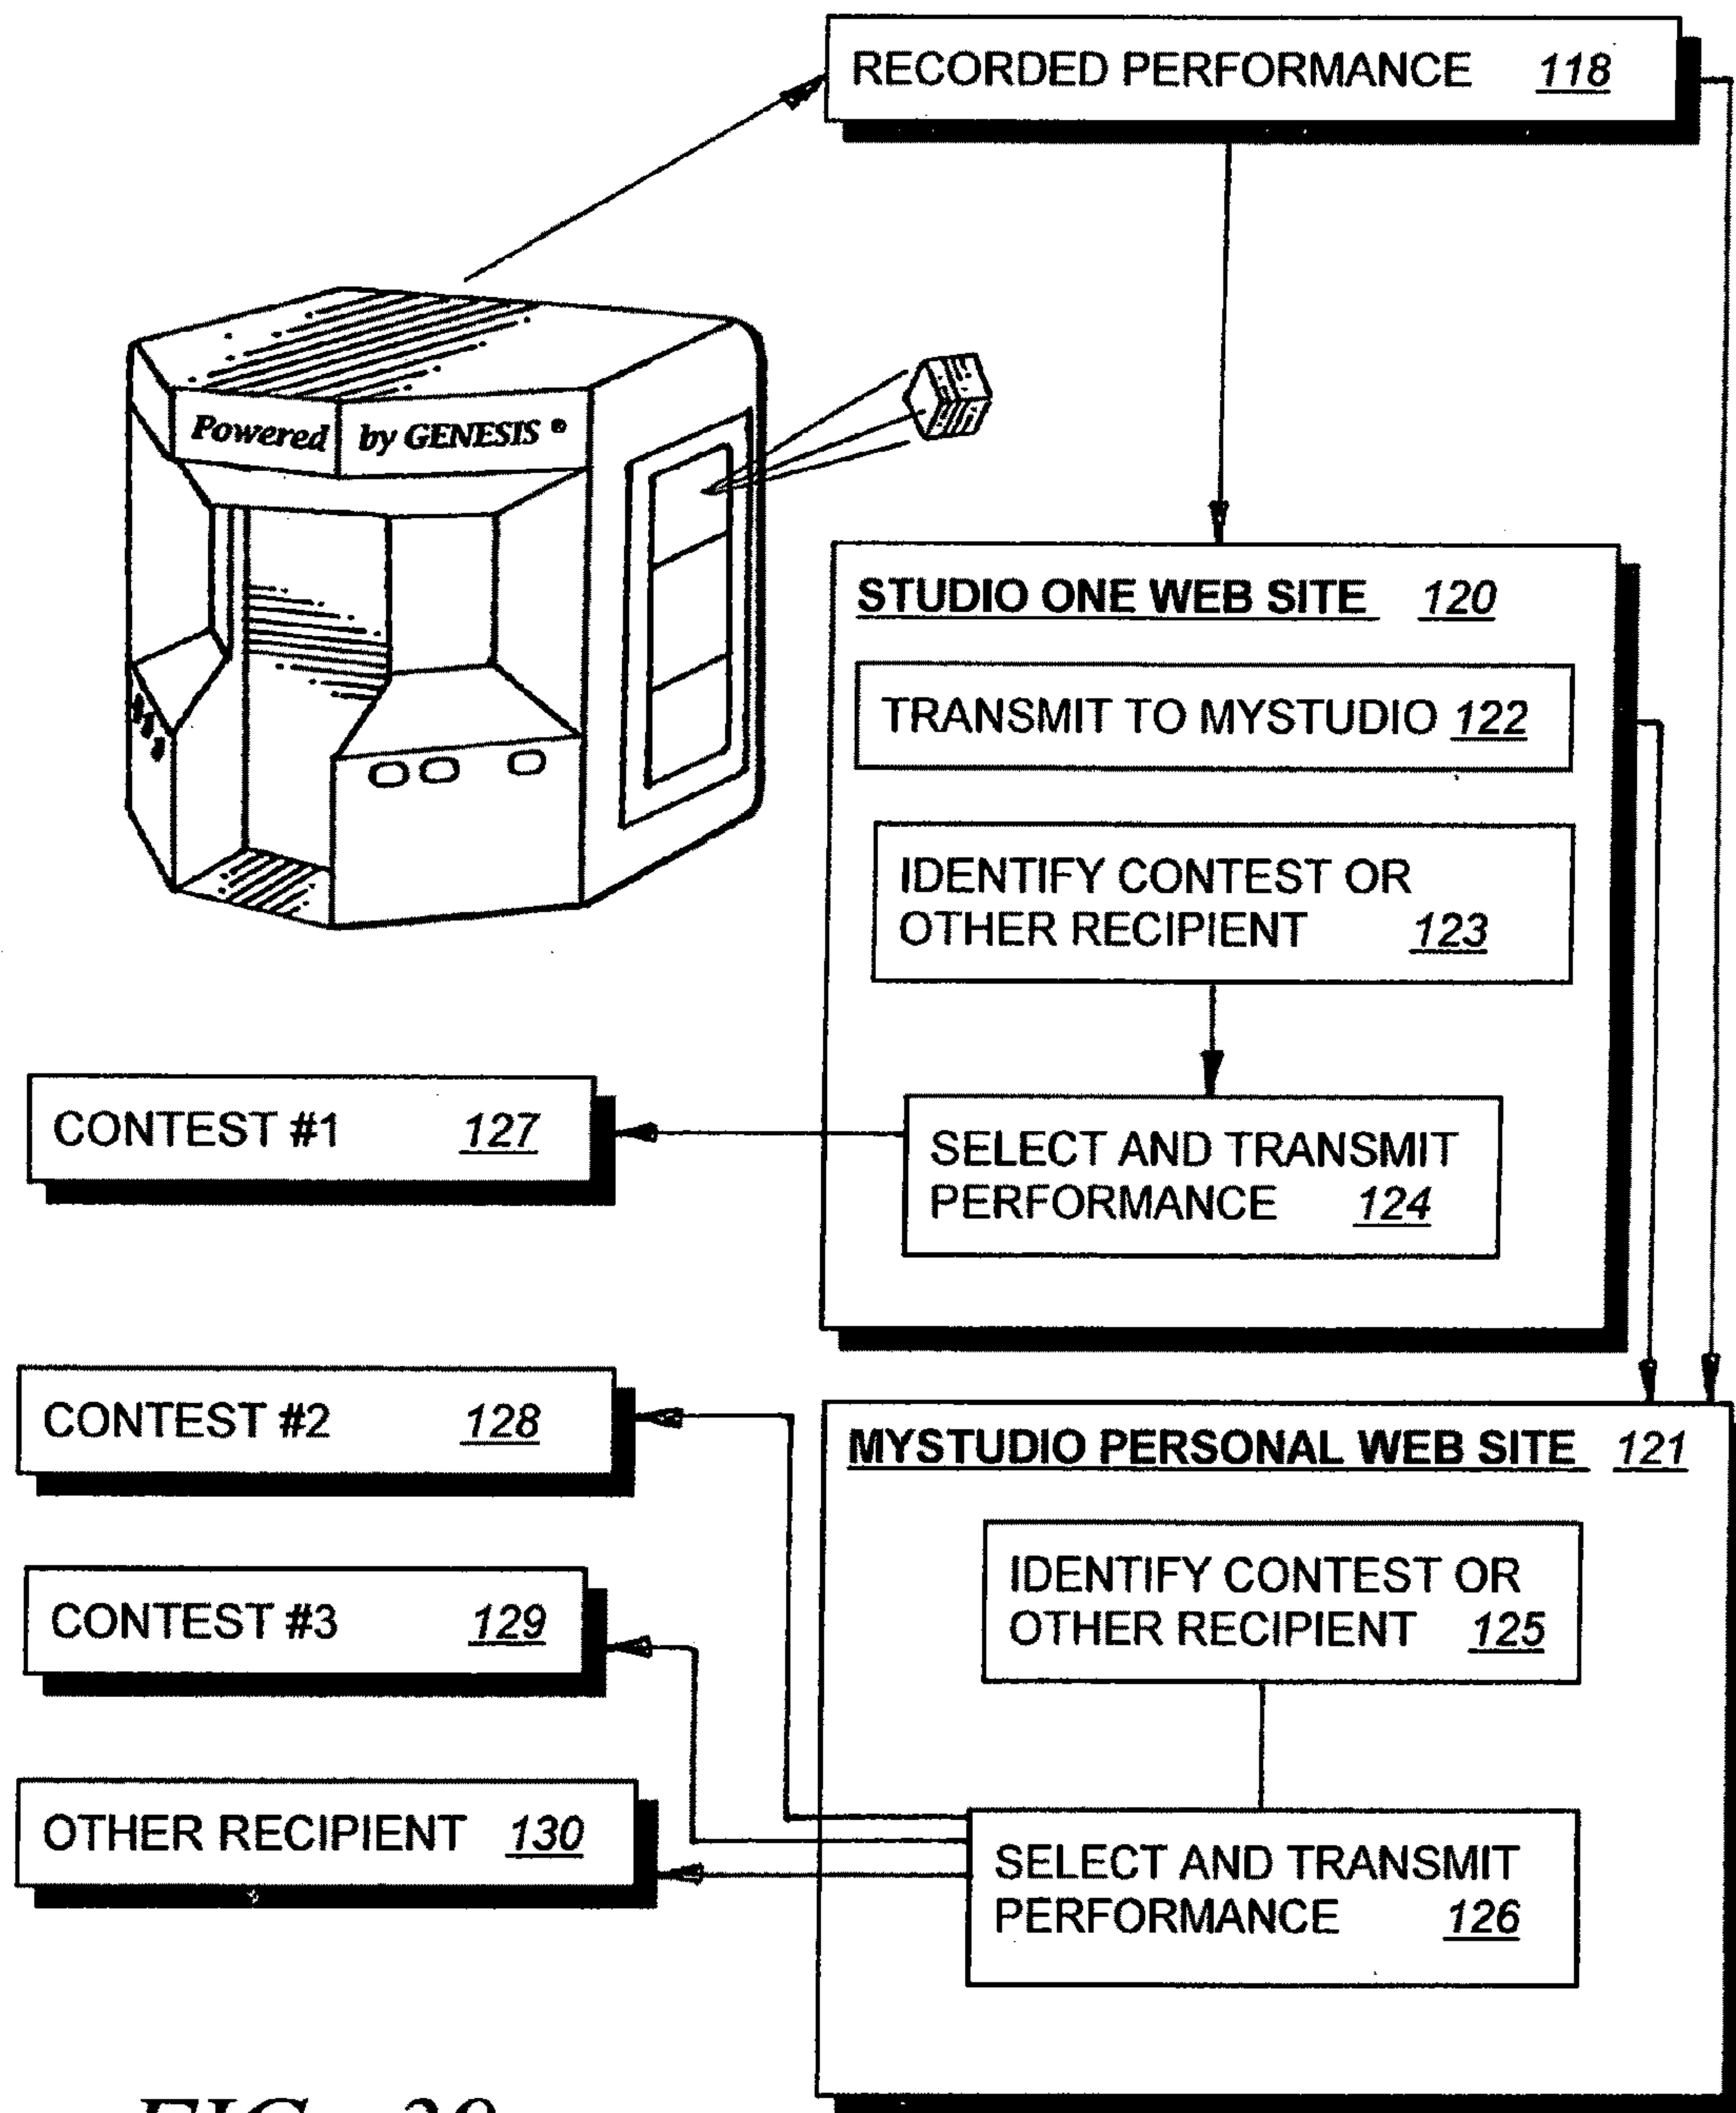 RECORDED PERFORMANCE 118
Powered by GENESIS ®
STUDIO ONE WEB SITE 120
TRANSMIT TO MYSTUDIO 122
IDENTIFY CONTEST OR
OTHER RECIPIENT 123
SELECT AND TRANSMIT
PERFORMANCE 124
CONTEST #1 127
CONTEST #2 128
CONTEST #3 129
OTHER RECIPIENT 130
MYSTUDIO PERSONAL WEB SITE 121
IDENTIFY CONTEST OR
OTHER RECIPIENT 125
SELECT AND TRANSMIT
PERFORMANCE 126